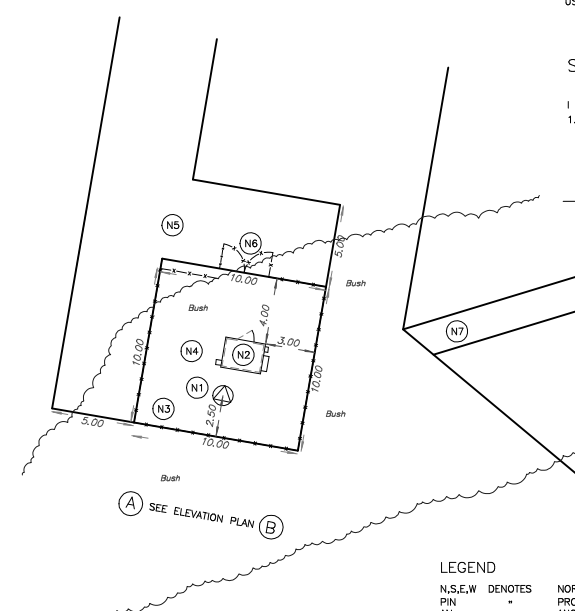 N5
N6
5.00
10.00
Bush
Bush
4.00
3.00
10.00
N4
N2
N7
N1
10.00
2.50
N3
5.00
10.00
Bush
Bush
A SEE ELEVATION PLAN B
LEGEND
N,S,E,W DENOTES
PIN "